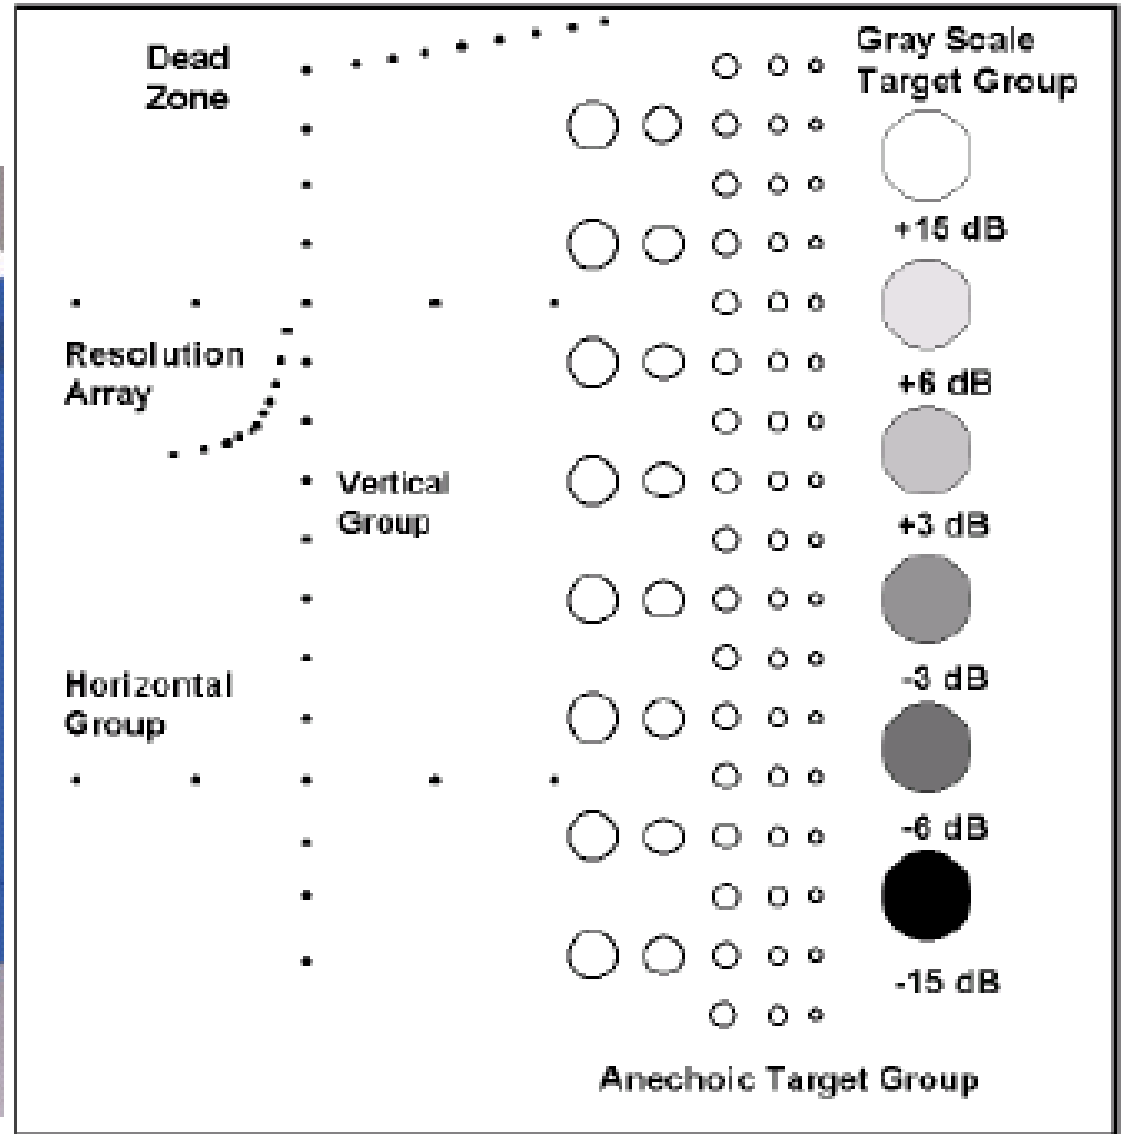 Dead
Zone
Gray Scale
Target Group
+15 dB
+6 dB
Resolution
Array
Vertical
Group
+3 dB
Horizontal
Group
-3 dB
-6 dB
-15 dB
Anechoic Target Group